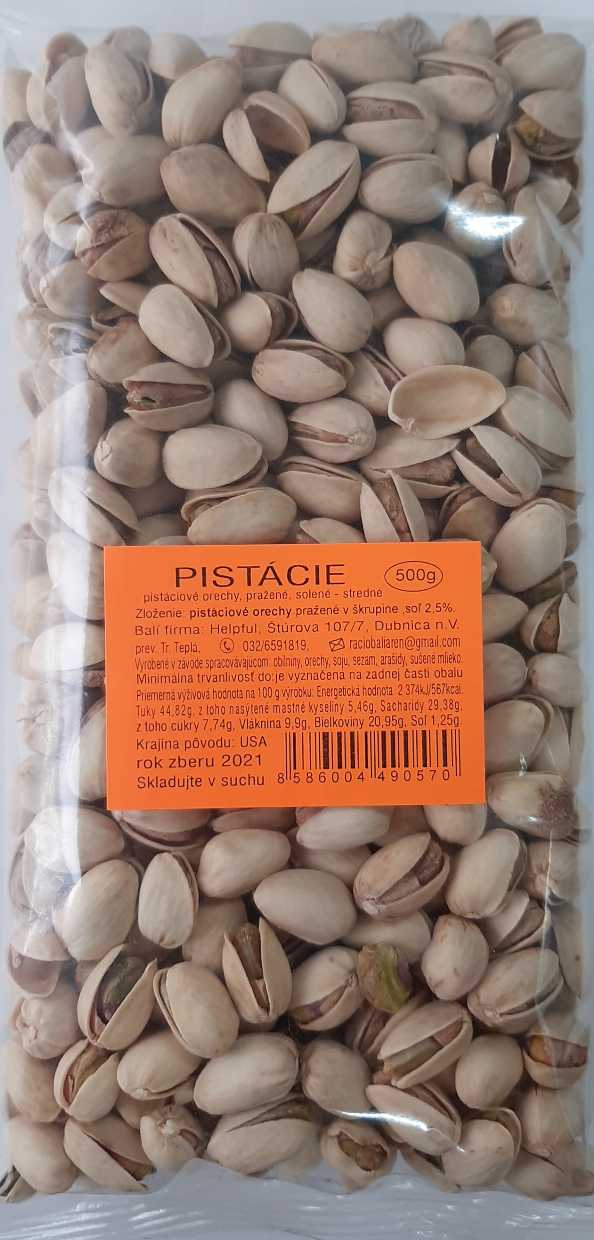 PISTÁCIE 500g
pistáciové orechy, pražené, solené - stredné
Zloženie: pistáciové orechy pražené v škrupine ,soľ 2,5%.
Balí firma: Helpful, Štúrova 107/7, Dubnica n.V.
prev. Tr. Teplá, 032/6591819, raciobaliaren@gmail.com
Vyrobené v závode spracovávajúcom: obilniny, orechy, sóju, sezam, arašidy, sušené mlieko.
Minimálna trvanlivosť do:je vyznačena na zadnej časti obalu
Priemerná výživová hodnota na 100 g výrobku: Energetická hodnota 2 374kJ/567kcal.
Tuky 44,82g, z toho nasýtené mastné kyseliny 5,46g, Sacharidy 29,38g,
z toho cukry 7,74g, Vláknina 9,9g, Bielkoviny 20,95g, Soľ 1,25g.
Krajina pôvodu: USA
rok zberu 2021
Skladujte v suchu 8 586004 490570